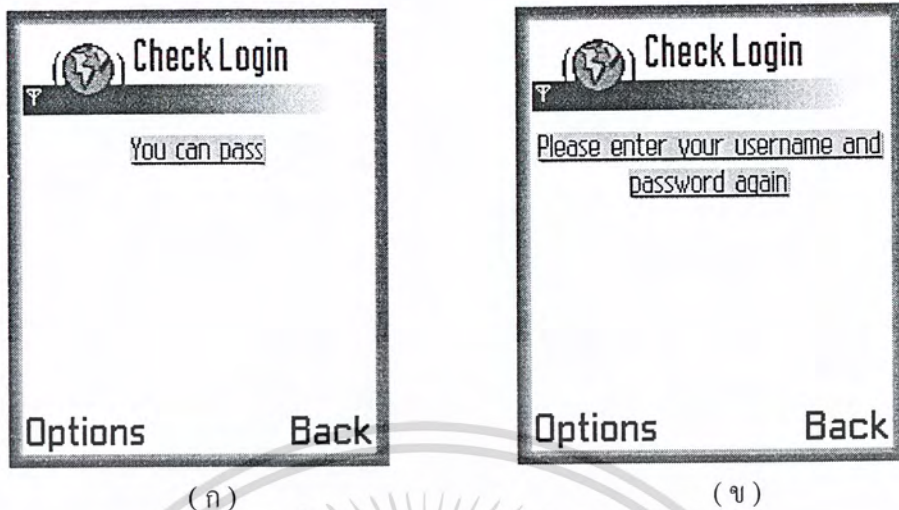 Check Login
You can pass
Options Back
( ก )
Check Login
Please enter your username and
password again
Options Back
( ข )